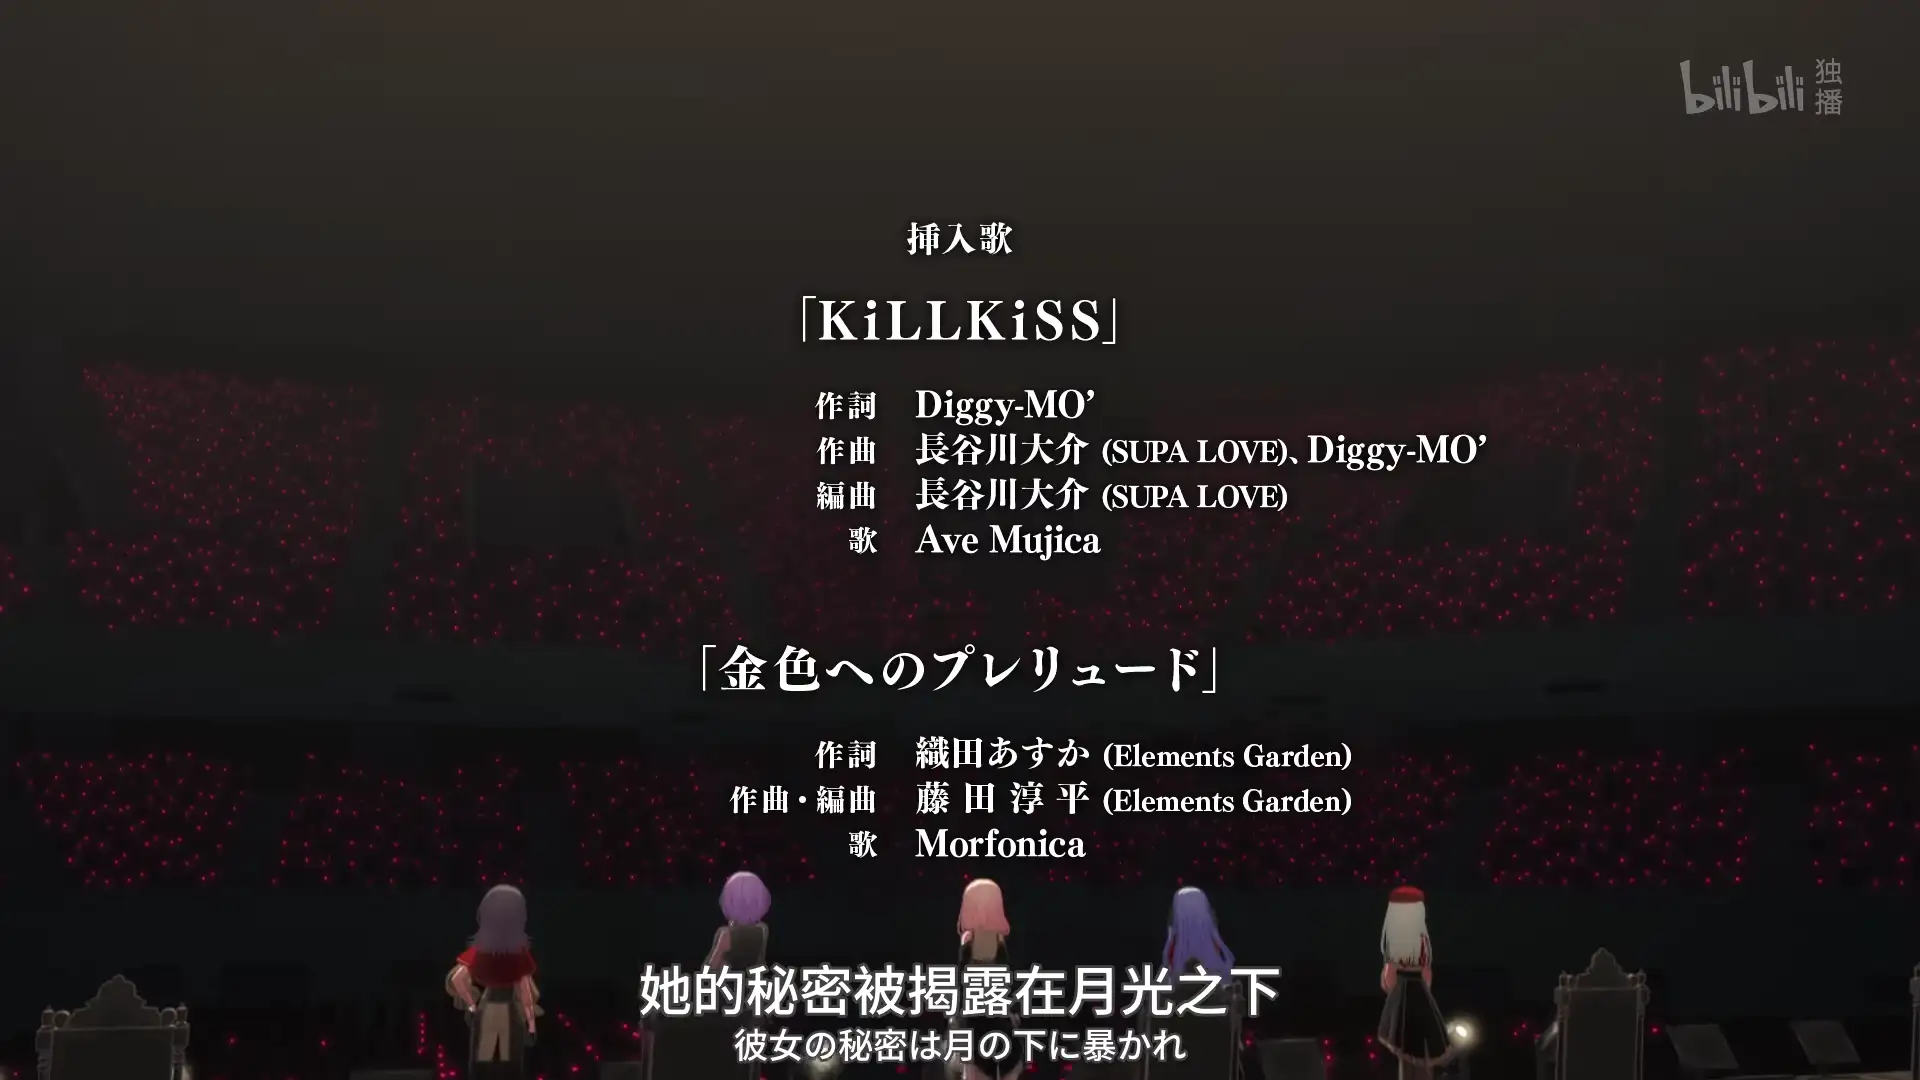 bilibili 独播
挿入歌
「KiLLKiSS」
作詞 Diggy-MO’
作曲 長谷川大介 (SUPA LOVE)、Diggy-MO’
編曲 長谷川大介 (SUPA LOVE)
歌 Ave Mujica
「金色へのプレリュード」
作詞 織田あすか (Elements Garden)
作曲・編曲 藤田淳平 (Elements Garden)
歌 Morfonica
她的秘密被揭露在月光之下
彼女の秘密は月の下に暴かれ